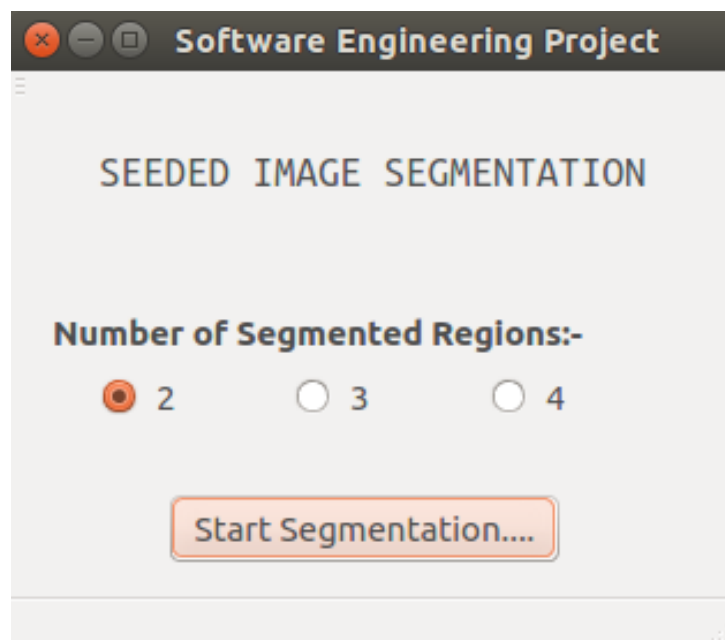 Software Engineering Project
SEEDED IMAGE SEGMENTATION
Number of Segmented Regions:-
2 3 4
Start Segmentation....